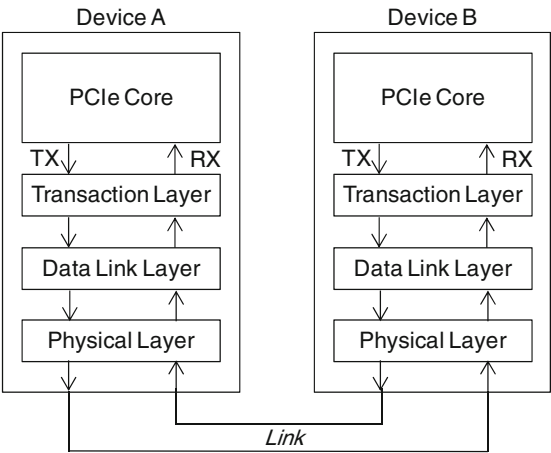 Device A
Device B
PCIe Core
PCIe Core
TX
RX
TX
RX
Transaction Layer
Transaction Layer
Data Link Layer
Data Link Layer
Physical Layer
Physical Layer
Link